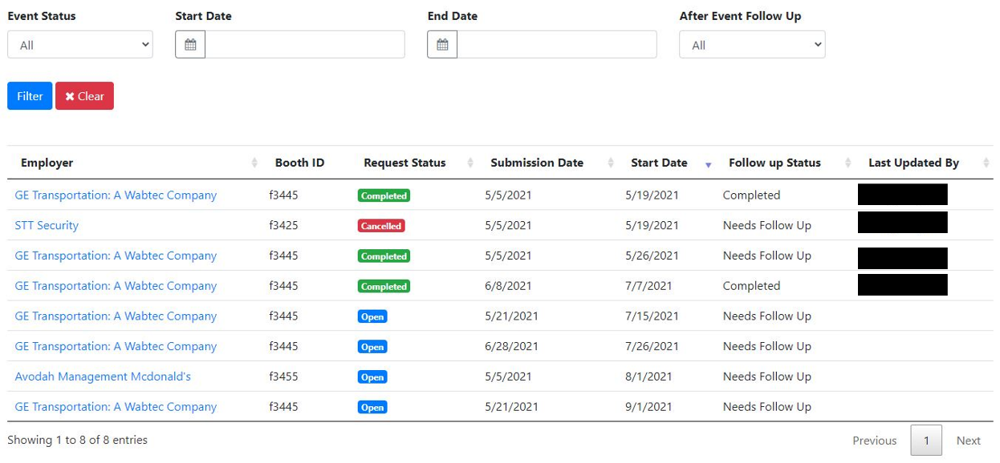 Event Status Start Date End Date After Event Follow Up
All All
Filter Clear
Employer Booth ID Request Status Submission Date Start Date Follow up Status Last Updated By
GE Transportation: A Wabtec Company f3445 Completed 5/5/2021 5/19/2021 Completed
STT Security f3425 Cancelled 5/5/2021 5/19/2021 Needs Follow Up
GE Transportation: A Wabtec Company f3445 Completed 5/5/2021 5/26/2021 Needs Follow Up
GE Transportation: A Wabtec Company f3445 Completed 6/8/2021 7/7/2021 Completed
GE Transportation: A Wabtec Company f3445 Open 5/21/2021 7/15/2021 Needs Follow Up
GE Transportation: A Wabtec Company f3445 Open 6/28/2021 7/26/2021 Needs Follow Up
Avodah Management Mcdonald's f3455 Open 5/5/2021 8/1/2021 Needs Follow Up
GE Transportation: A Wabtec Company f3445 Open 5/21/2021 9/1/2021 Needs Follow Up
Showing 1 to 8 of 8 entries Previous 1 Next